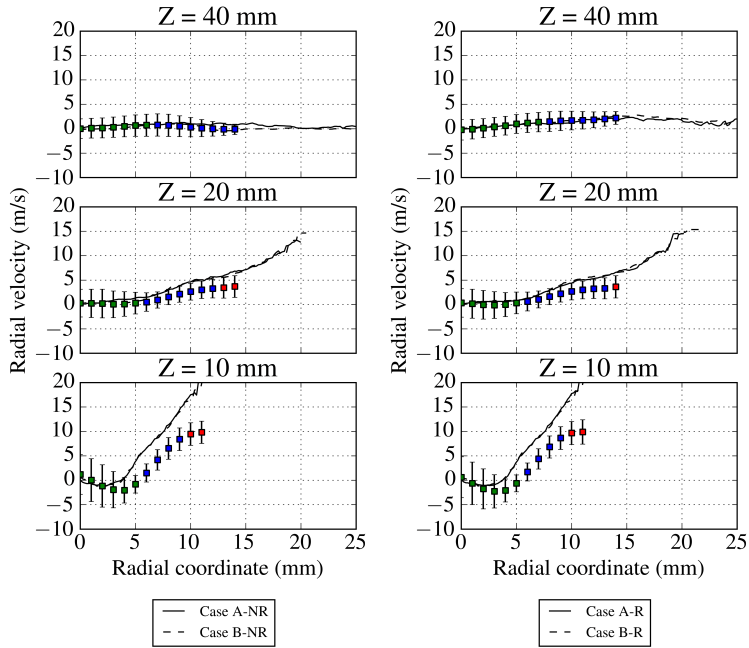 Z = 40 mm
20
15
10
5
0
−5
−10
Z = 20 mm
20
15
10
5
0
−5
−10
Z = 10 mm
20
15
10
5
0
−5
−10
0 5 10 15 20 25
Radial coordinate (mm)
Radial velocity (m/s)
Case A-NR
Case B-NR
Z = 40 mm
20
15
10
5
0
−5
−10
Z = 20 mm
20
15
10
5
0
−5
−10
Z = 10 mm
20
15
10
5
0
−5
−10
0 5 10 15 20 25
Radial coordinate (mm)
Radial velocity (m/s)
Case A-R
Case B-R